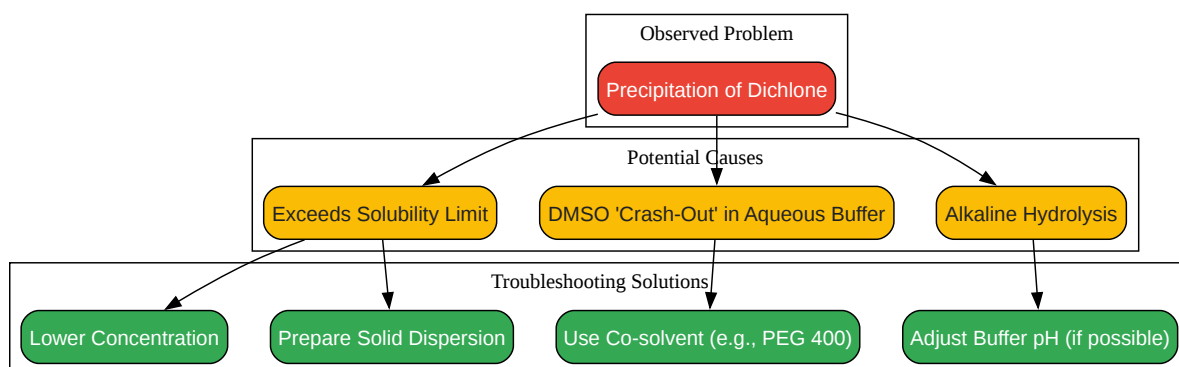 Observed Problem
Precipitation of Dichlone
Potential Causes
Exceeds Solubility Limit
DMSO 'Crash-Out' in Aqueous Buffer
Alkaline Hydrolysis
Troubleshooting Solutions
Lower Concentration
Prepare Solid Dispersion
Use Co-solvent (e.g., PEG 400)
Adjust Buffer pH (if possible)